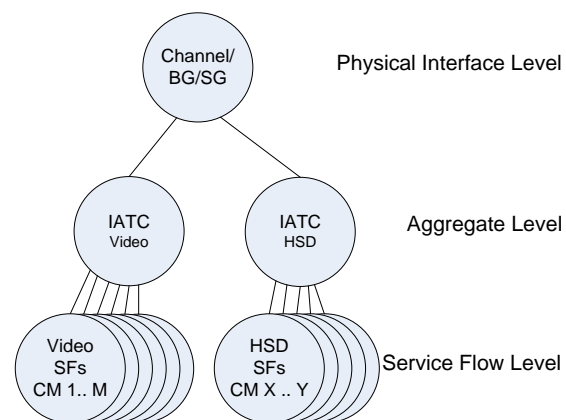 Channel/
BG/SG
Physical Interface Level
IATC
Video
IATC
HSD
Aggregate Level
Video
SFs
CM 1.. M
HSD
SFs
CM X .. Y
Service Flow Level